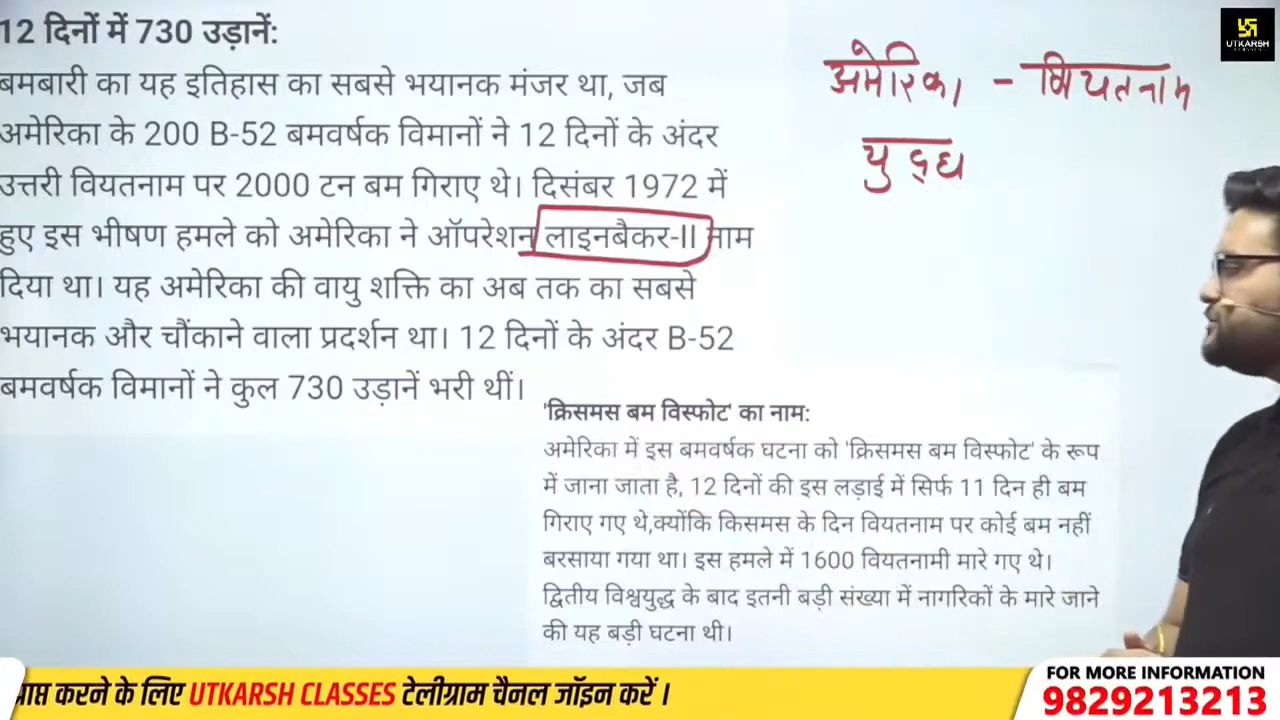 12 दिनों में 730 उड़ानें:
बमबारी का यह इतिहास का सबसे भयानक मंजर था, जब
अमेरिका के 200 B-52 बमवर्षक विमानों ने 12 दिनों के अंदर
उत्तरी वियतनाम पर 2000 टन बम गिराए थे। दिसंबर 1972 में
हुए इस भीषण हमले को अमेरिका ने ऑपरेशन लाइनबैकर-II नाम
दिया था। यह अमेरिका की वायु शक्ति का अब तक का सबसे
भयानक और चौंकाने वाला प्रदर्शन था। 12 दिनों के अंदर B-52
बमवर्षक विमानों ने कुल 730 उड़ानें भरी थीं।
अमेरिका - वियतनाम
युद्ध
UTKARSH
CLASSES
'क्रिसमस बम विस्फोट' का नाम:
अमेरिका में इस बमवर्षक घटना को 'क्रिसमस बम विस्फोट' के रूप
में जाना जाता है, 12 दिनों की इस लड़ाई में सिर्फ 11 दिन ही बम
गिराए गए थे,क्योंकि किसमस के दिन वियतनाम पर कोई बम नहीं
बरसाया गया था। इस हमले में 1600 वियतनामी मारे गए थे।
द्वितीय विश्वयुद्ध के बाद इतनी बड़ी संख्या में नागरिकों के मारे जाने
की यह बड़ी घटना थी।
करने के लिए UTKARSH CLASSES टेलीग्राम चैनल जॉइन करें ।
FOR MORE INFORMATION
9829213213